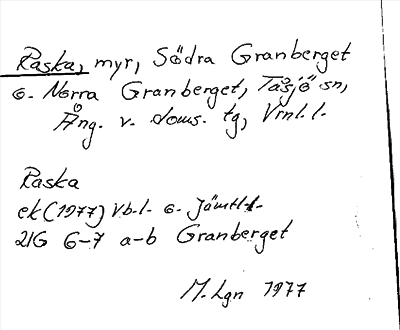 Raska, myr, Södra Granberget
o. Norra Granberget, Tåsjö sn,
Ång. v. doms. tg, Vrnl. l.
Raska
ek (1977) Vb. l. o. Jämtl. l.
21G 6-7 a-b Granberget
M. Lgn 1977